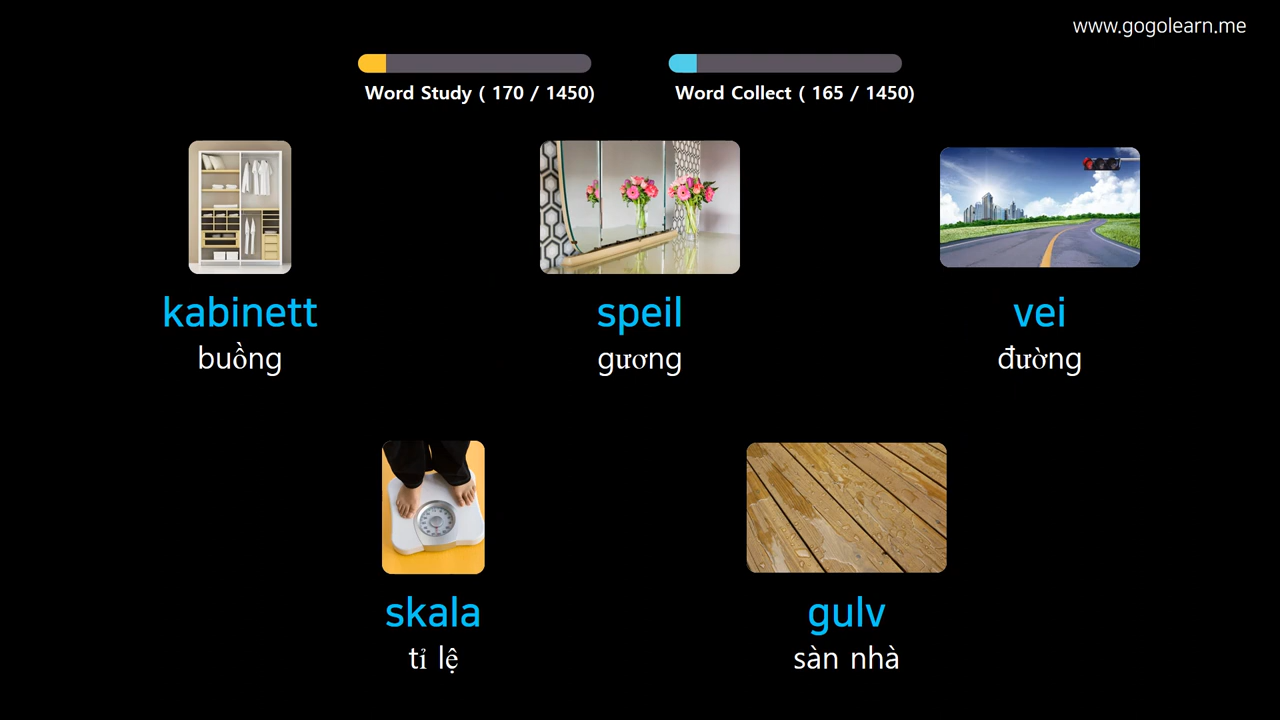 www.gogolearn.me
Word Study ( 170 / 1450)
Word Collect ( 165 / 1450)
kabinett
buồng
speil
gương
vei
đường
skala
tỉ lệ
gulv
sàn nhà